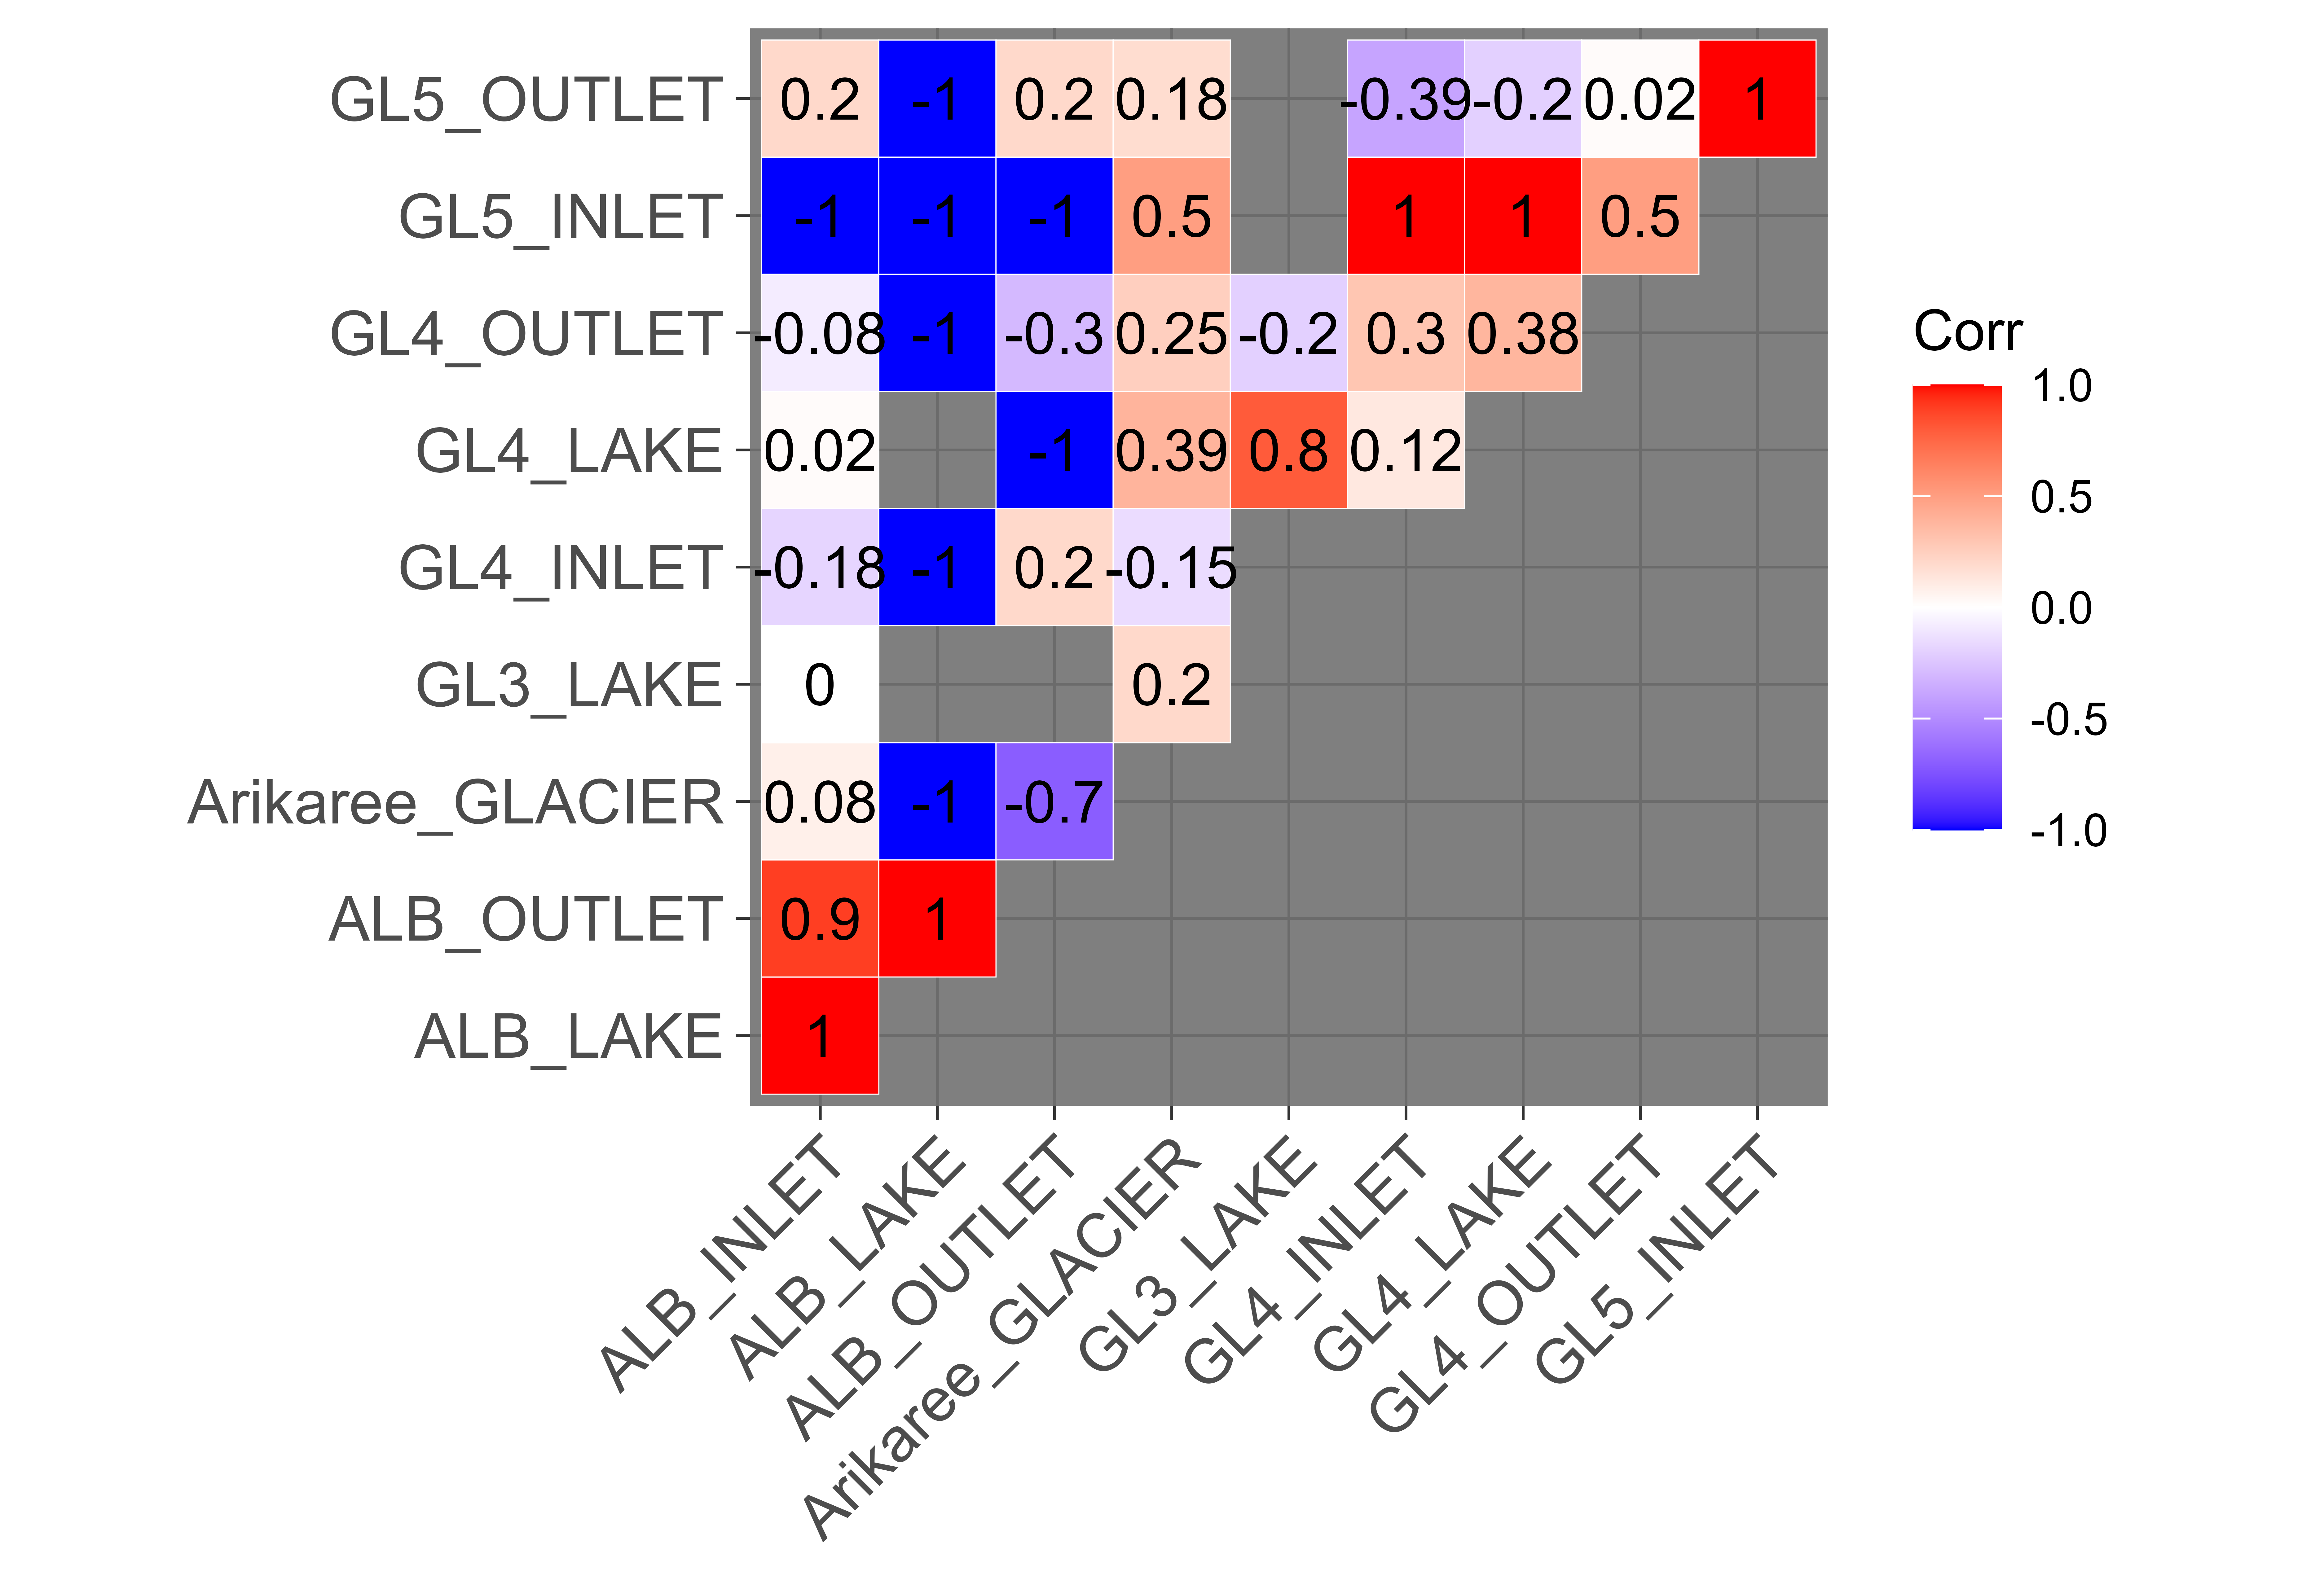 GL5_OUTLET 0.2 -1 0.2 0.18 -0.39 -0.2 0.02 1
GL5_INLET -1 -1 -1 0.5 1 1 0.5
GL4_OUTLET -0.08 -1 -0.3 0.25 -0.2 0.3 0.38
GL4_LAKE 0.02 -1 0.39 0.8 0.12
GL4_INLET -0.18 -1 0.2 -0.15
GL3_LAKE 0 0.2
Arikaree_GLACIER 0.08 -1 -0.7
ALB_OUTLET 0.9 1
ALB_LAKE 1
ALB_INLET
ALB_LAKE
ALB_OUTLET
Arikaree_GLACIER
GL3_LAKE
GL4_INLET
GL4_LAKE
GL4_OUTLET
GL5_INLET
Corr
1.0
0.5
0.0
-0.5
-1.0